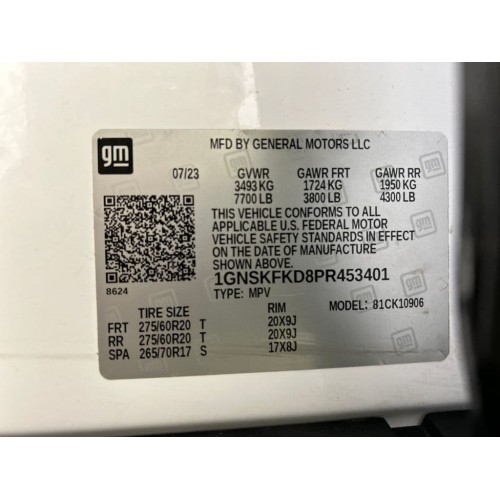 gm
MFD BY GENERAL MOTORS LLC
07/23 GVWR GAWR FRT GAWR RR
3493 KG 1724 KG 1950 KG
7700 LB 3800 LB 4300 LB
THIS VEHICLE CONFORMS TO ALL
APPLICABLE U.S. FEDERAL MOTOR
VEHICLE SAFETY STANDARDS IN EFFECT
ON THE DATE OF MANUFACTURE
SHOWN ABOVE.
8624
1GNSKFKD8PR453401
TYPE: MPV
MODEL: 81CK10906
TIRE SIZE RIM
FRT 275/60R20 T 20X9J
RR 275/60R20 T 20X9J
SPA 265/70R17 S 17X8J